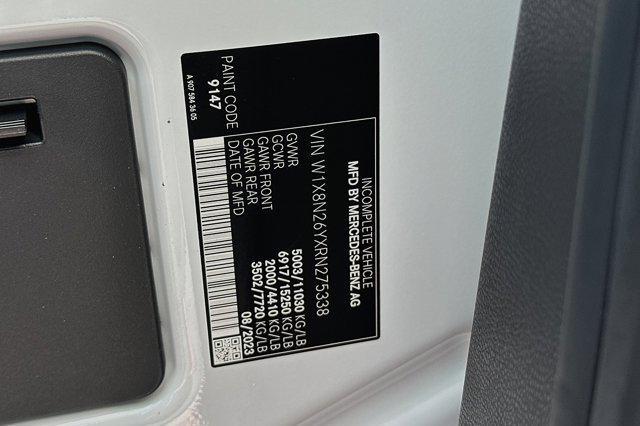 INCOMPLETE VEHICLE
MFD BY MERCEDES-BENZ AG
VIN W1X8N26YXRN275338
GVWR 5003/11030 KG/LB
GCWR 6917/15250 KG/LB
GAWR FRONT 2000/4410 KG/LB
GAWR REAR 3502/7720 KG/LB
DATE OF MFD 08/2023
PAINT CODE
9147
A 907 584 36 05